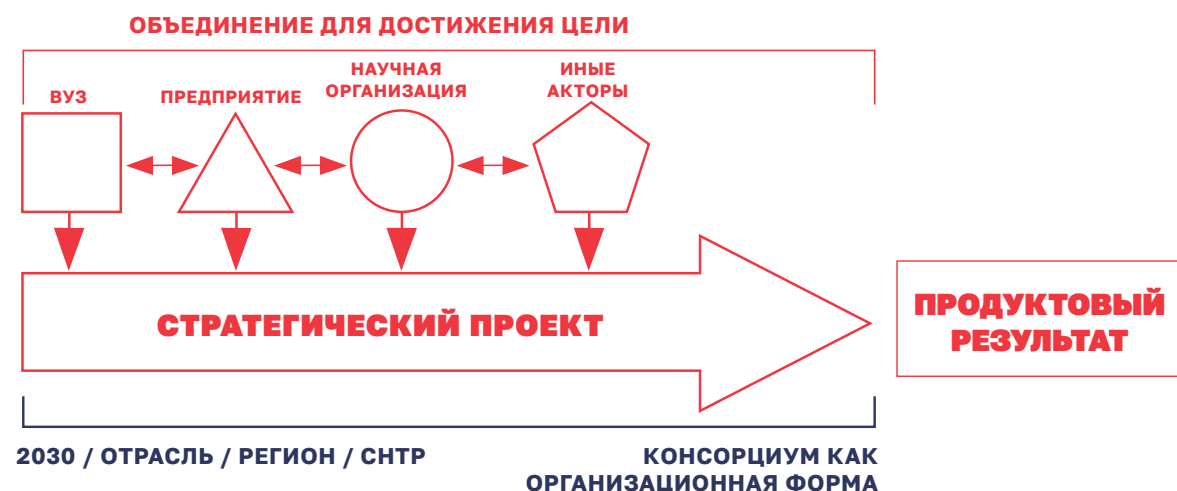 ОБЪЕДИНЕНИЕ ДЛЯ ДОСТИЖЕНИЯ ЦЕЛИ
ВУЗ
ПРЕДПРИЯТИЕ
НАУЧНАЯ
ОРГАНИЗАЦИЯ
ИНЫЕ
АКТОРЫ
СТРАТЕГИЧЕСКИЙ ПРОЕКТ
ПРОДУКТОВЫЙ
РЕЗУЛЬТАТ
2030 / ОТРАСЛЬ / РЕГИОН / СНТР
КОНСОРЦИУМ КАК
ОРГАНИЗАЦИОННАЯ ФОРМА